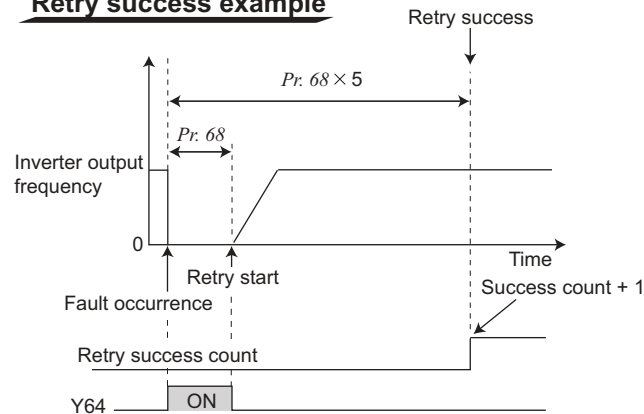 Retry success example
Retry success
Pr. 68 × 5
Pr. 68
Inverter output
frequency
0
Time
Retry start
Success count + 1
Fault occurrence
Retry success count
Y64
ON